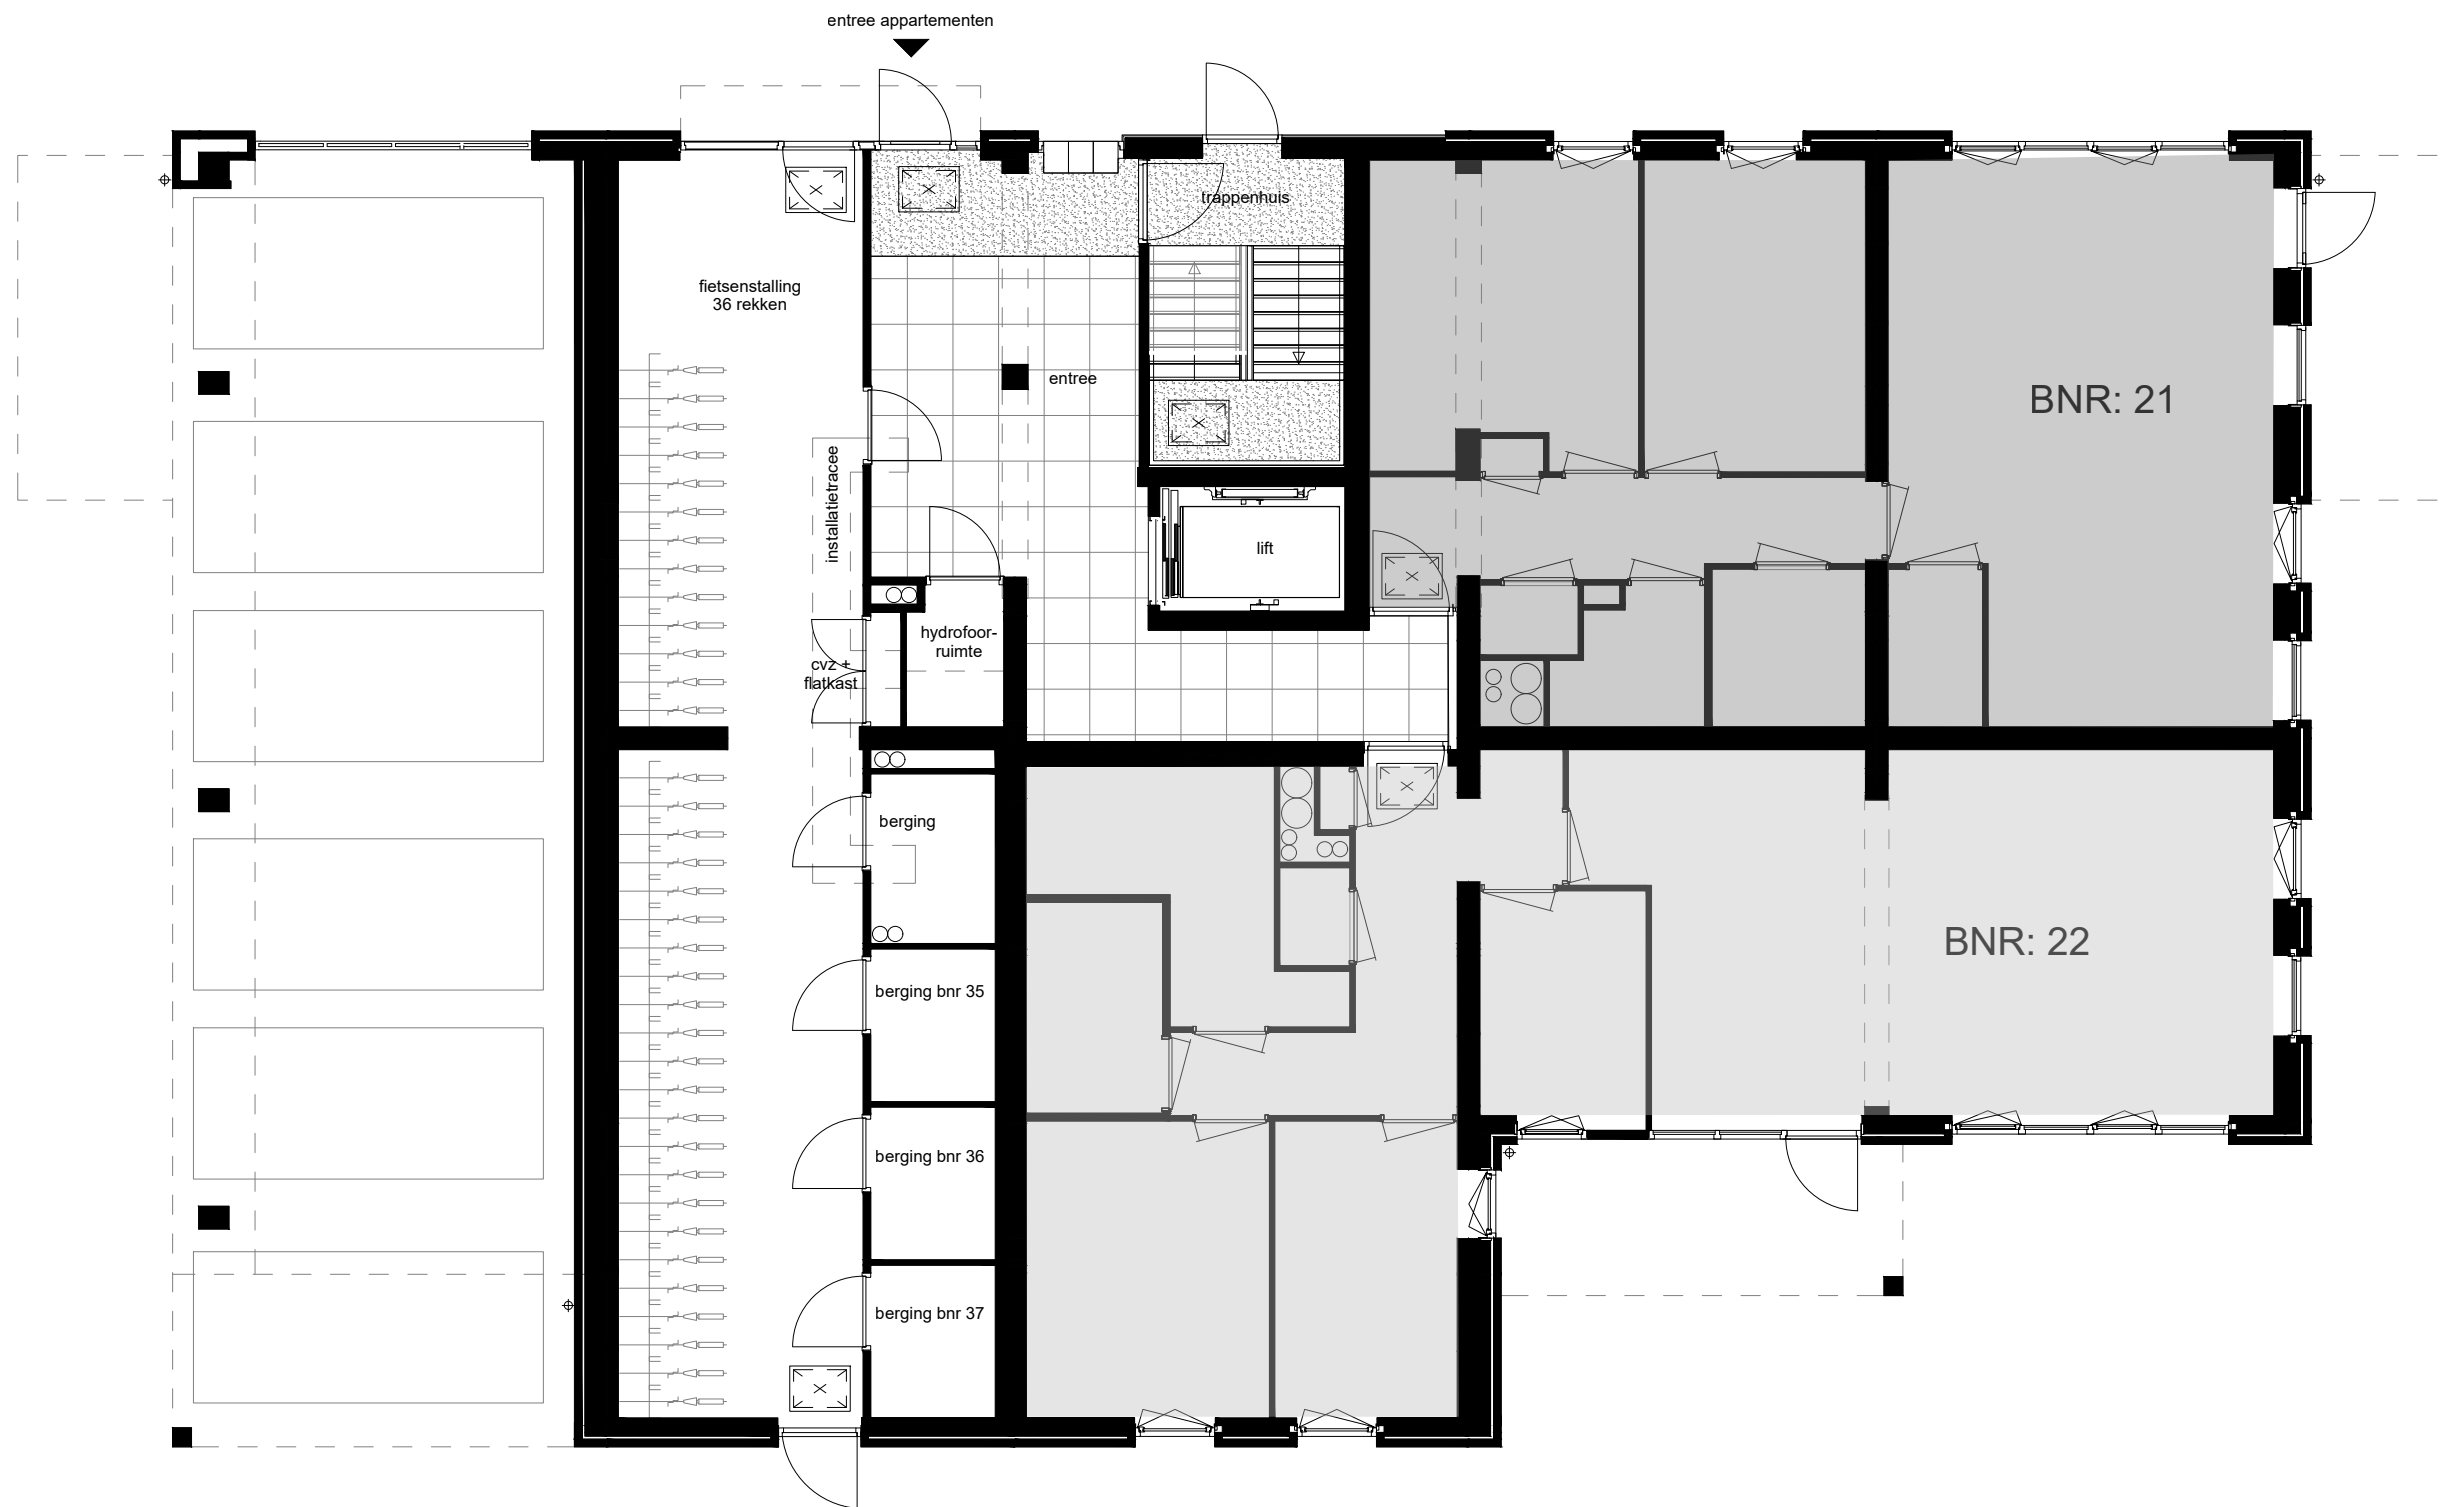 entree appartementen
trappenhuis
fietsenstalling
36 rekken
entree
BNR: 21
installatietracee
lift
hydrofoor-
ruimte
cvz +
flatkast
berging
BNR: 22
berging bnr 35
berging bnr 36
berging bnr 37